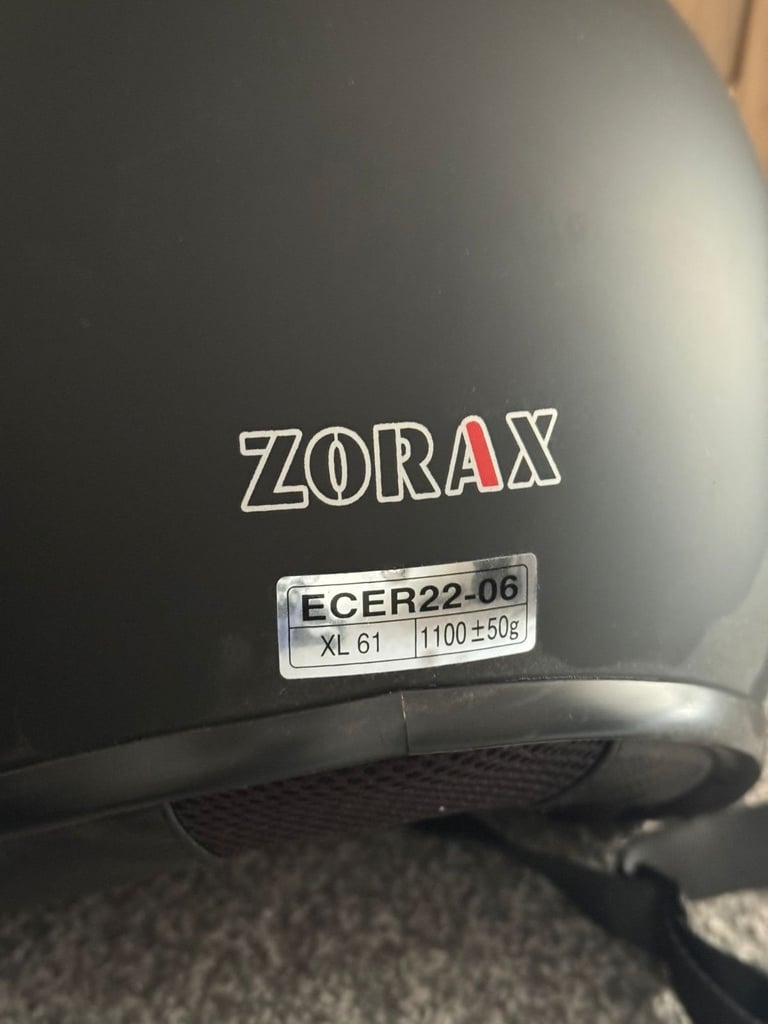 ZORAX
ECER22-06
XL 61
1100±50g